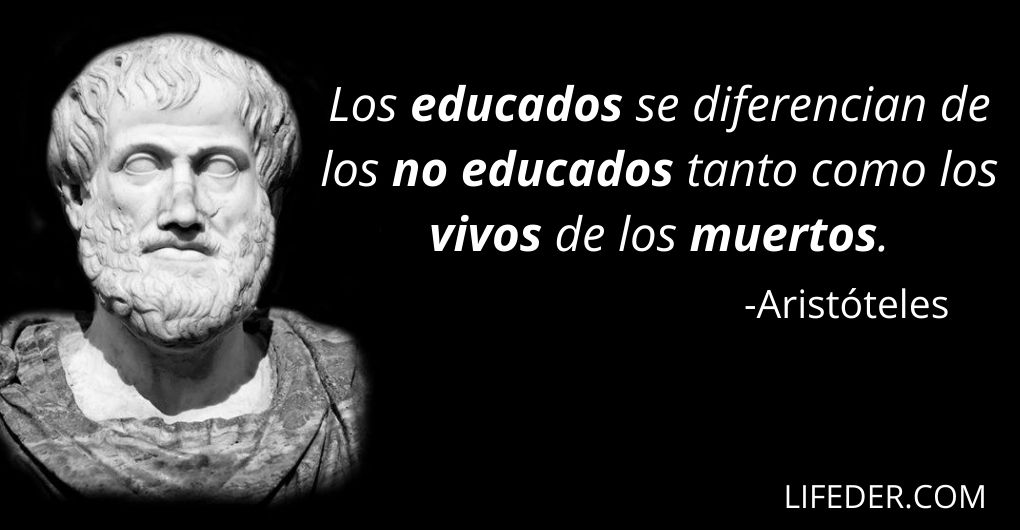 Los educados se diferencian de
los no educados tanto como los
vivos de los muertos.
-Aristóteles
LIFEDER.COM